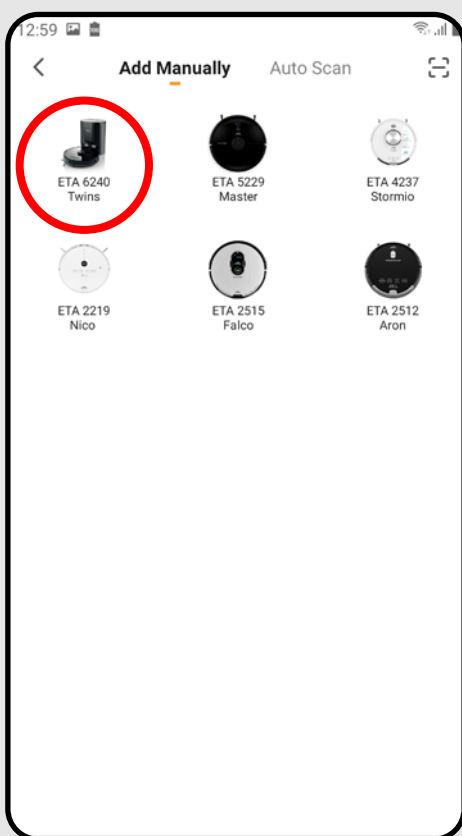 12:59
Add Manually Auto Scan
ETA 6240 ETA 5229 ETA 4237
Twins Master Stormio
ETA 2219 ETA 2515 ETA 2512
Nico Falco Aron